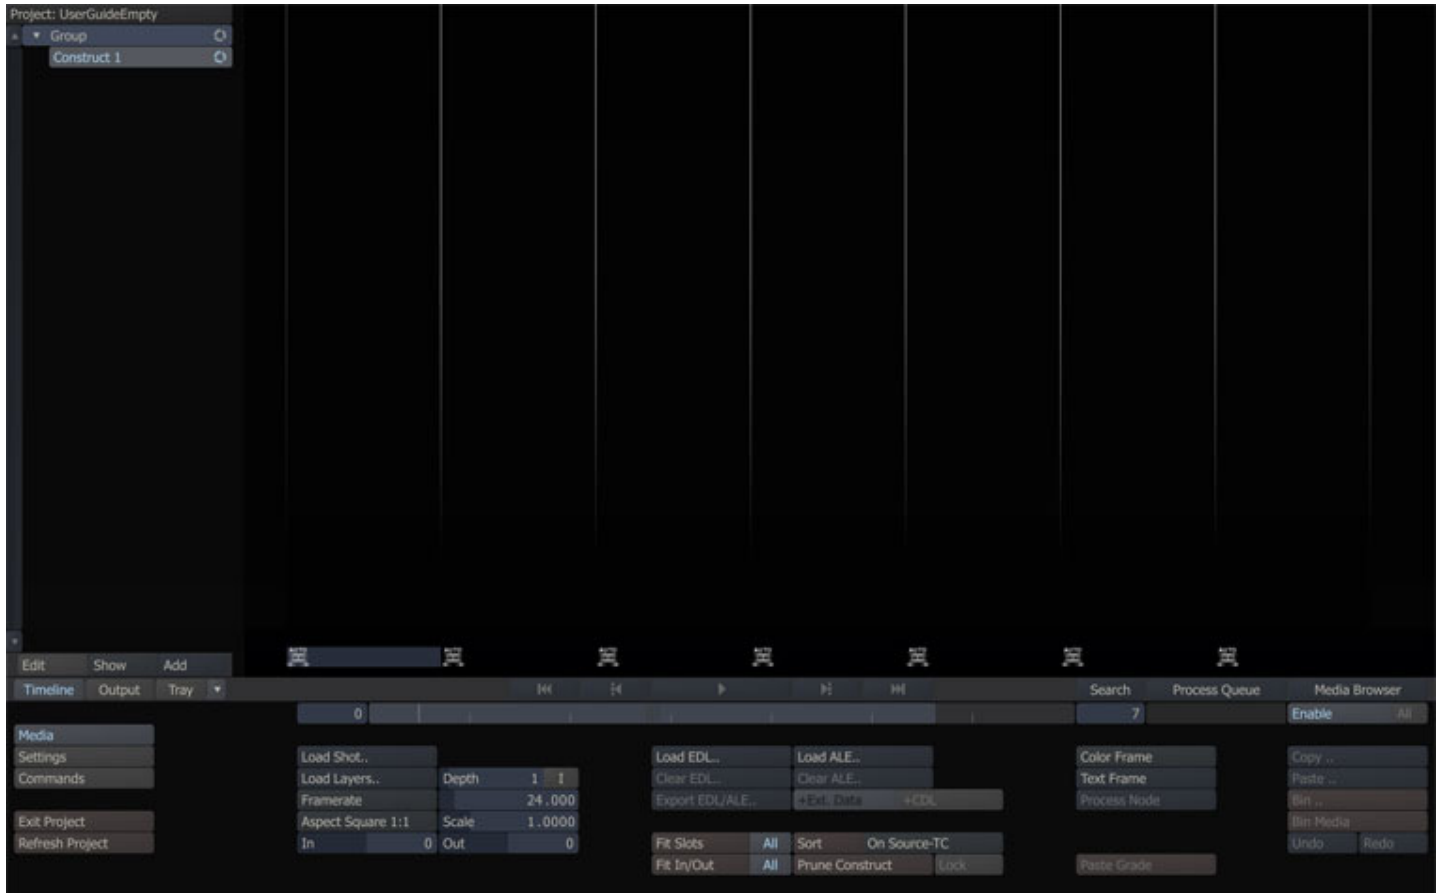 Project: UserGuideEmpty
Group
Construct 1
Edit Show Add
Timeline Output Tray Search Process Queue Media Browser
0 7 Enable All
Media
Settings Load Shot.. Load EDL.. Load ALE.. Color Frame Copy ..
Commands Load Layers.. Depth 1 I Clear EDL.. Clear ALE.. Text Frame Paste ..
Framerate 24.000 Export EDL/ALE.. +Ext. Data +CDL Process Node Bin ..
Exit Project Aspect Square 1:1 Scale 1.0000 Bin Media
Refresh Project In 0 Out 0 Fit Slots All Sort On Source-TC Undo Redo
Fit In/Out All Prune Construct Lock Paste Grade